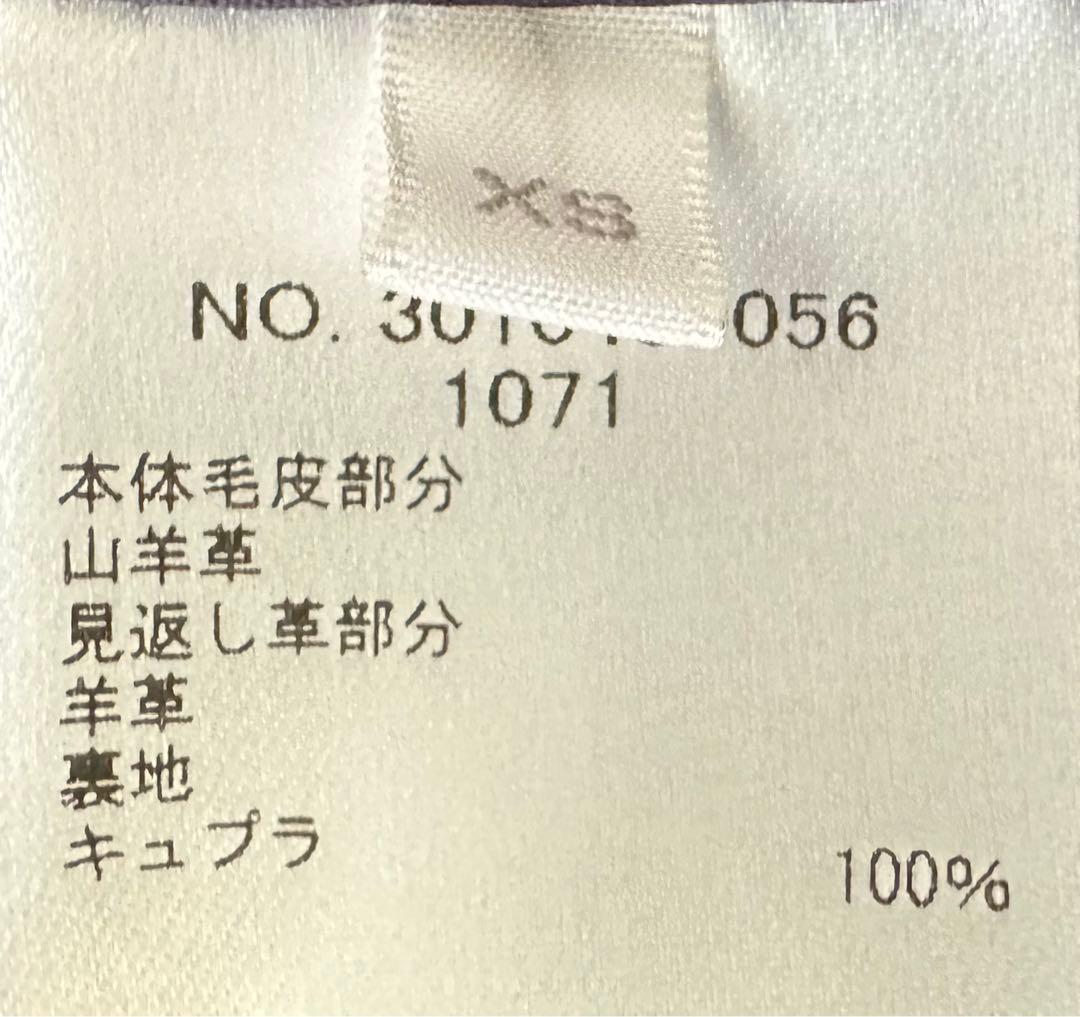 XS
NO. 056
1071
本体毛皮部分
山羊革
見返し革部分
羊革
裏地
キュプラ 100%